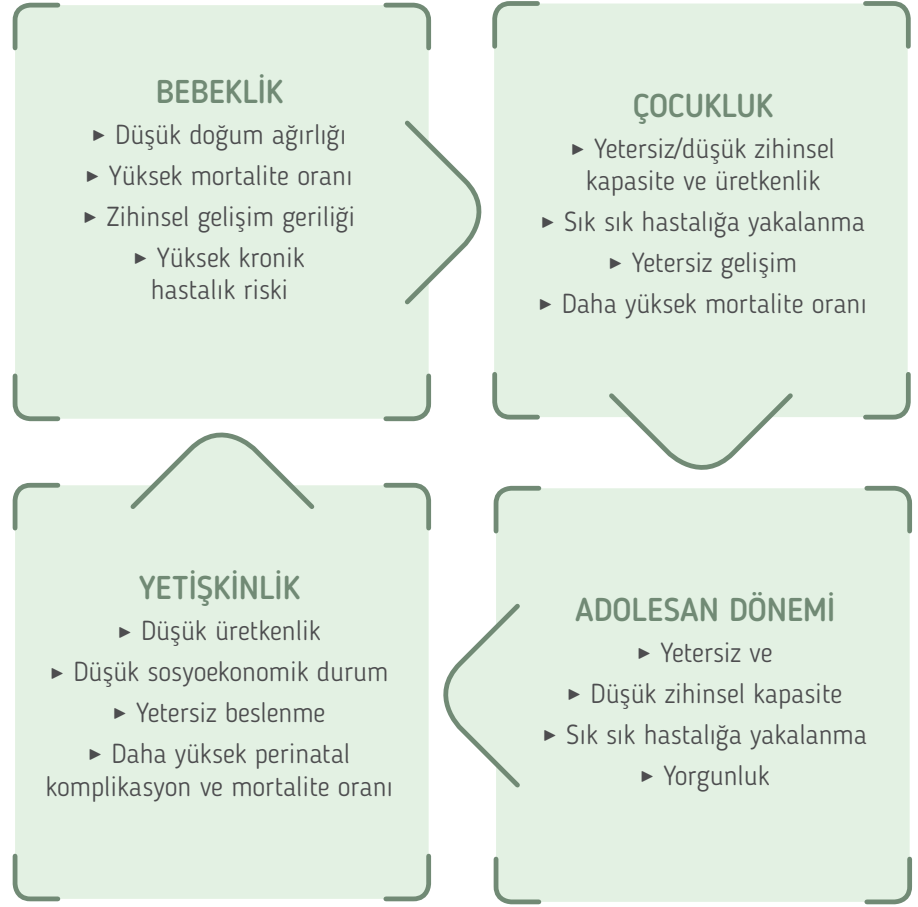 BEBEKLİK
▸ Düşük doğum ağırlığı
▸ Yüksek mortalite oranı
▸ Zihinsel gelişim geriliği
▸ Yüksek kronik
hastalık riski
ÇOCUKLUK
▸ Yetersiz/düşük zihinsel
kapasite ve üretkenlik
▸ Sık sık hastalığa yakalanma
▸ Yetersiz gelişim
▸ Daha yüksek mortalite oranı
YETİŞKİNLİK
▸ Düşük üretkenlik
▸ Düşük sosyoekonomik durum
▸ Yetersiz beslenme
▸ Daha yüksek perinatal
komplikasyon ve mortalite oranı
ADOLESAN DÖNEMİ
▸ Yetersiz ve
▸ Düşük zihinsel kapasite
▸ Sık sık hastalığa yakalanma
▸ Yorgunluk